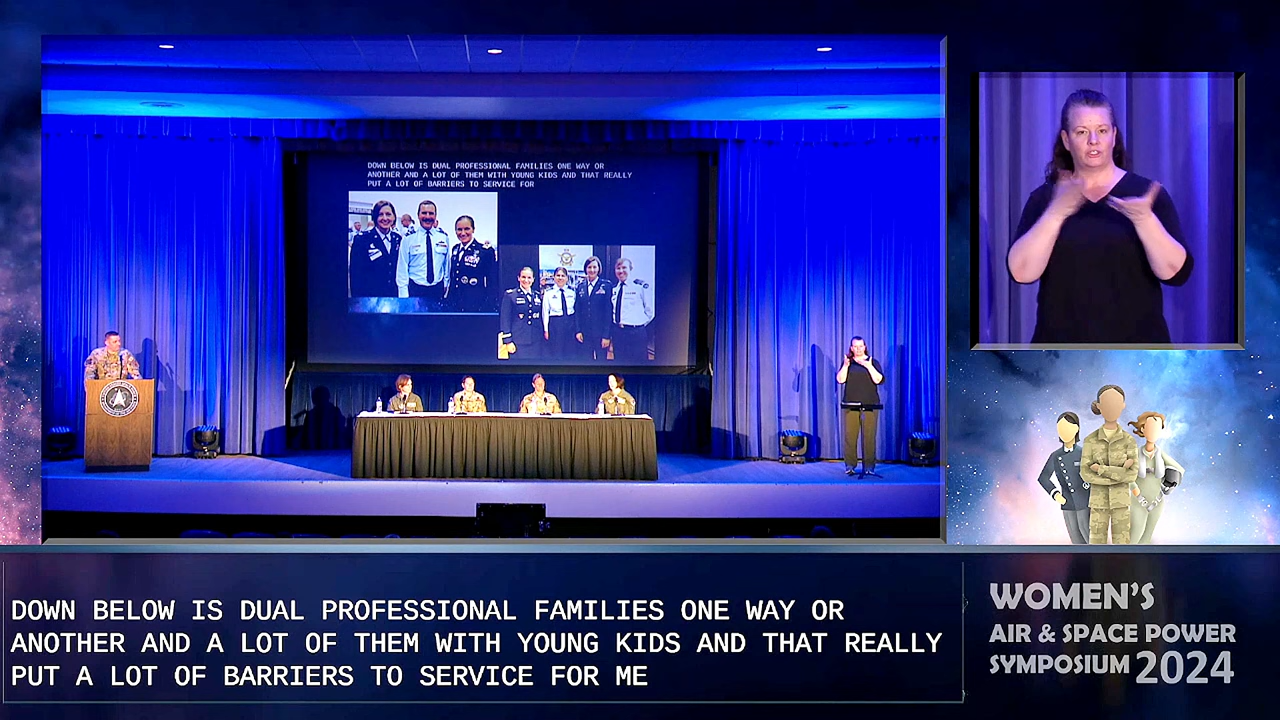 DOWN BELOW IS DUAL PROFESSIONAL FAMILIES ONE WAY OR
ANOTHER AND A LOT OF THEM WITH YOUNG KIDS AND THAT REALLY
PUT A LOT OF BARRIERS TO SERVICE FOR
DOWN BELOW IS DUAL PROFESSIONAL FAMILIES ONE WAY OR
ANOTHER AND A LOT OF THEM WITH YOUNG KIDS AND THAT REALLY
PUT A LOT OF BARRIERS TO SERVICE FOR ME
WOMEN'S
AIR & SPACE POWER
SYMPOSIUM 2024